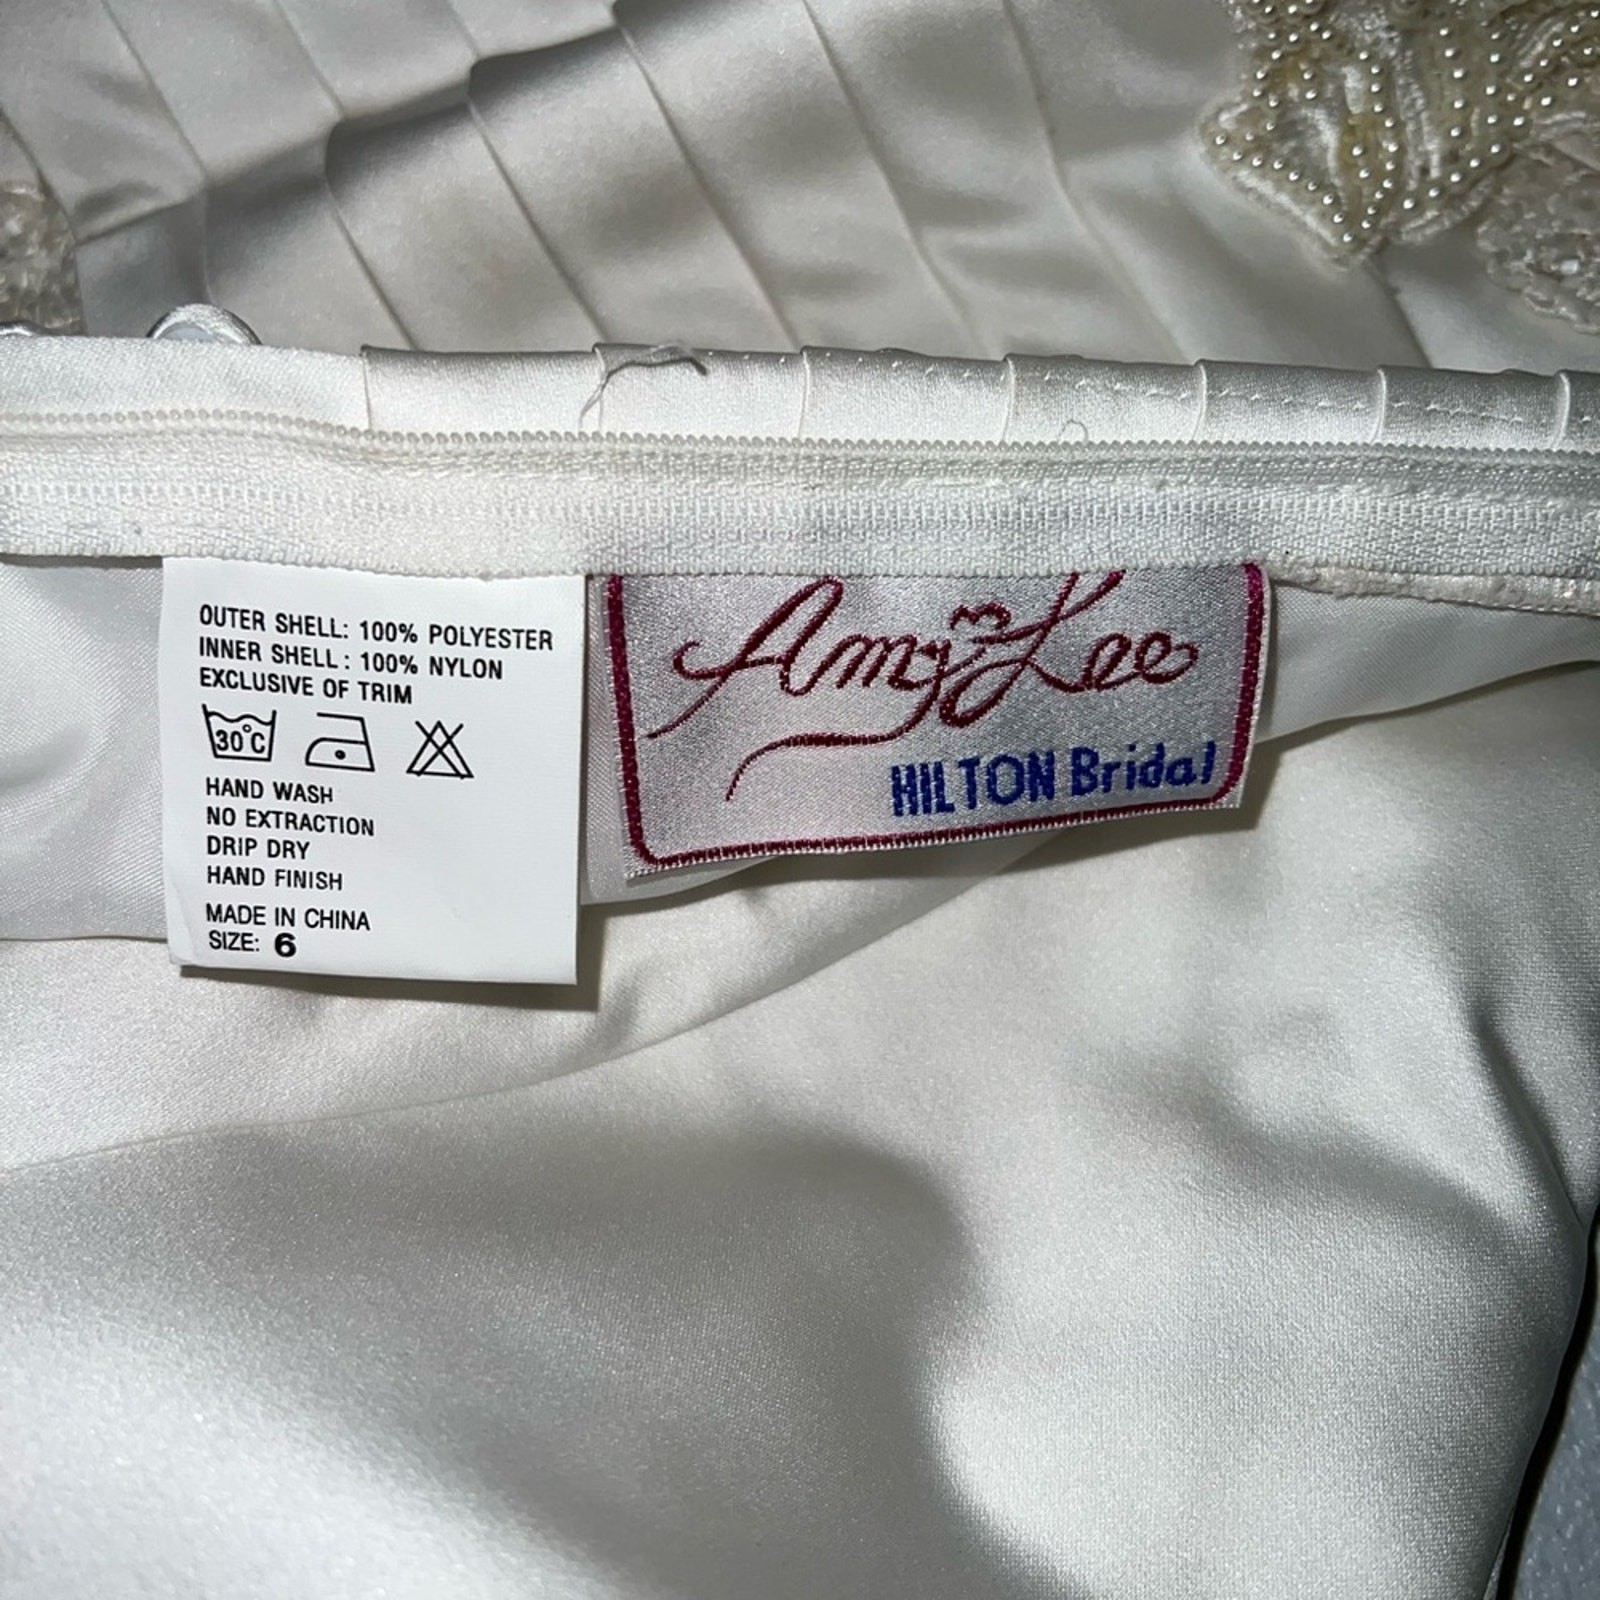 OUTER SHELL: 100% POLYESTER
INNER SHELL: 100% NYLON
EXCLUSIVE OF TRIM
30°C
HAND WASH
NO EXTRACTION
DRIP DRY
HAND FINISH
MADE IN CHINA
SIZE: 6
Amy Lee
HILTON Bridal